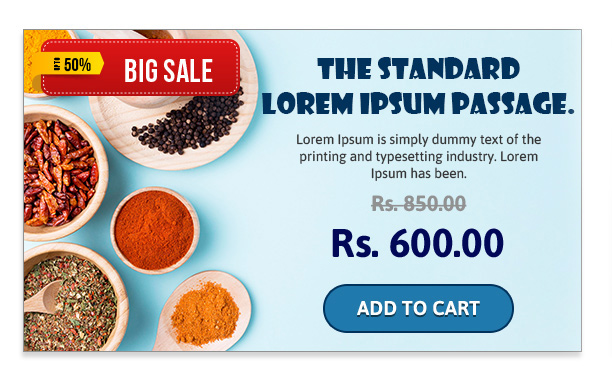 UPTO 50% BIG SALE
THE STANDARD
LOREM IPSUM PASSAGE.
Lorem Ipsum is simply dummy text of the
printing and typesetting industry. Lorem
Ipsum has been.
Rs. 850.00
Rs. 600.00
ADD TO CART